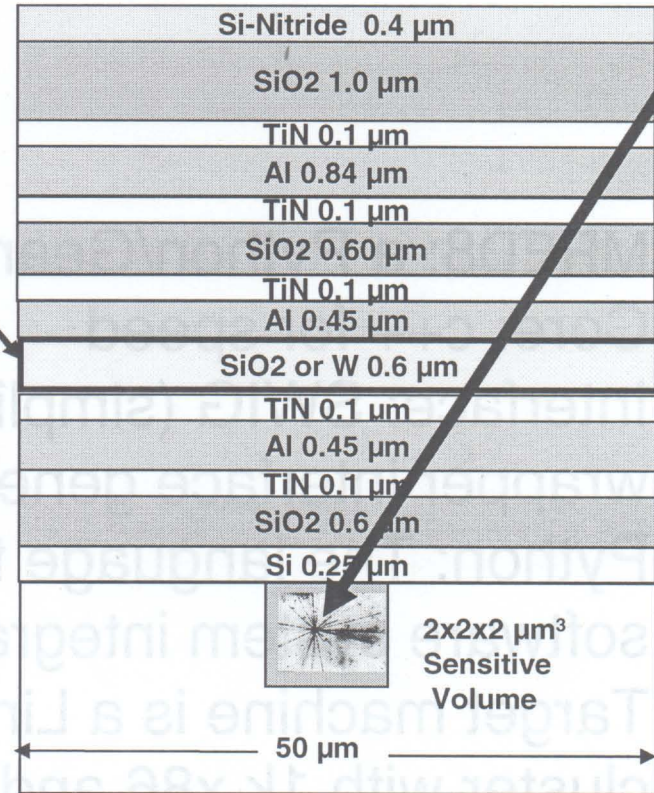 Si-Nitride 0.4 µm
SiO2 1.0 µm
TiN 0.1 µm
Al 0.84 µm
TiN 0.1 µm
SiO2 0.60 µm
TiN 0.1 µm
Al 0.45 µm
SiO2 or W 0.6 µm
TiN 0.1 µm
Al 0.45 µm
TiN 0.1 µm
SiO2 0.6 µm
Si 0.25 µm
2x2x2 µm³
Sensitive
Volume
50 µm